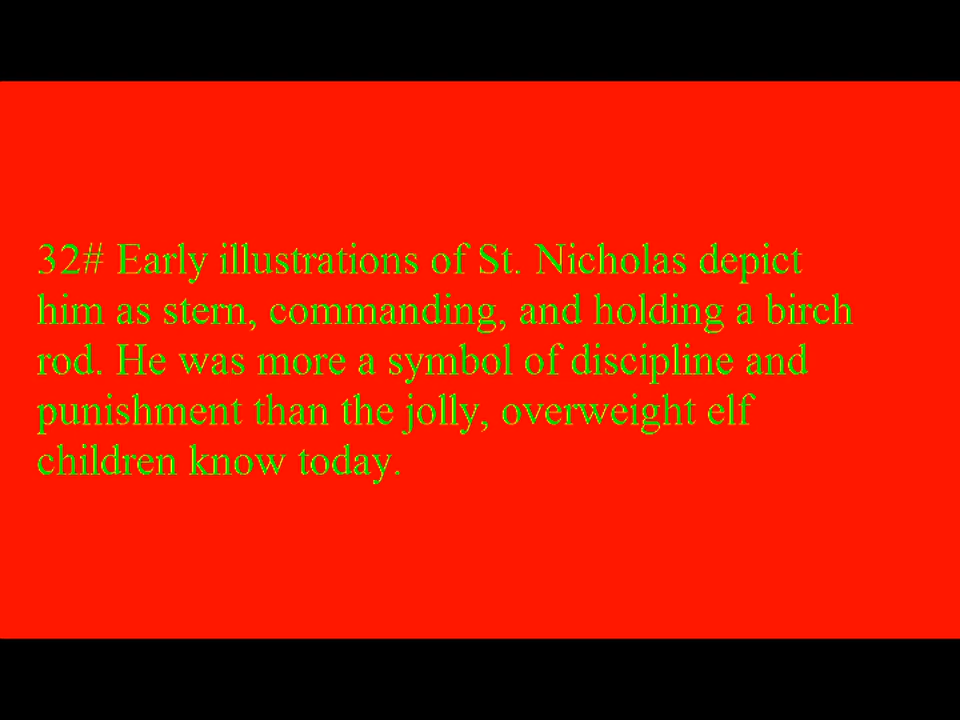 32# Early illustrations of St. Nicholas depict
him as stern, commanding, and holding a birch
rod. He was more a symbol of discipline and
punishment than the jolly, overweight elf
children know today.